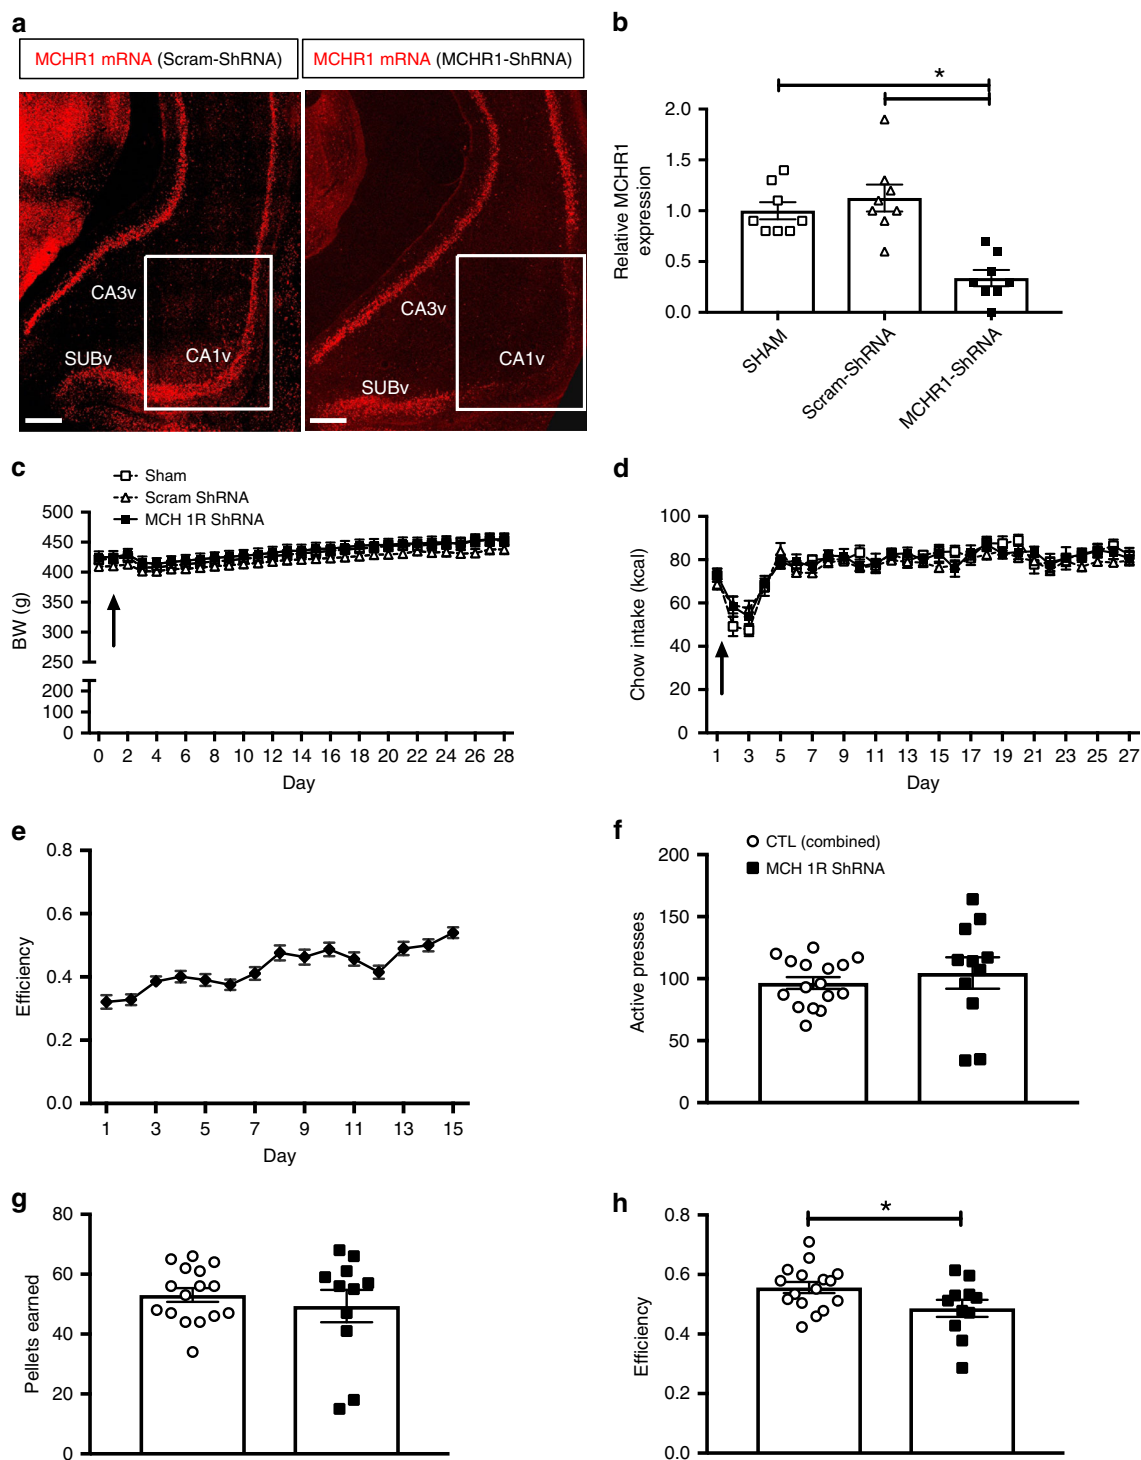 a
MCHR1 mRNA (Scram-ShRNA)
MCHR1 mRNA (MCHR1-ShRNA)
CA3v
SUBv
CA1v
CA3v
SUBv
CA1v
b
*
Relative MCHR1
expression
2.0
1.5
1.0
0.5
0.0
SHAM
Scram-ShRNA
MCHR1-ShRNA
c
Sham
Scram ShRNA
MCH 1R ShRNA
BW (g)
500
450
400
350
300
250
200
100
0
0 2 4 6 8 10 12 14 16 18 20 22 24 26 28
Day
d
Chow intake (kcal)
100
80
60
40
20
0
1 3 5 7 9 11 13 15 17 19 21 23 25 27
Day
e
Efficiency
0.8
0.6
0.4
0.2
0.0
1 3 5 7 9 11 13 15
Day
f
CTL (combined)
MCH 1R ShRNA
Active presses
200
150
100
50
0
g
Pellets earned
80
60
40
20
0
h
*
Efficiency
0.8
0.6
0.4
0.2
0.0